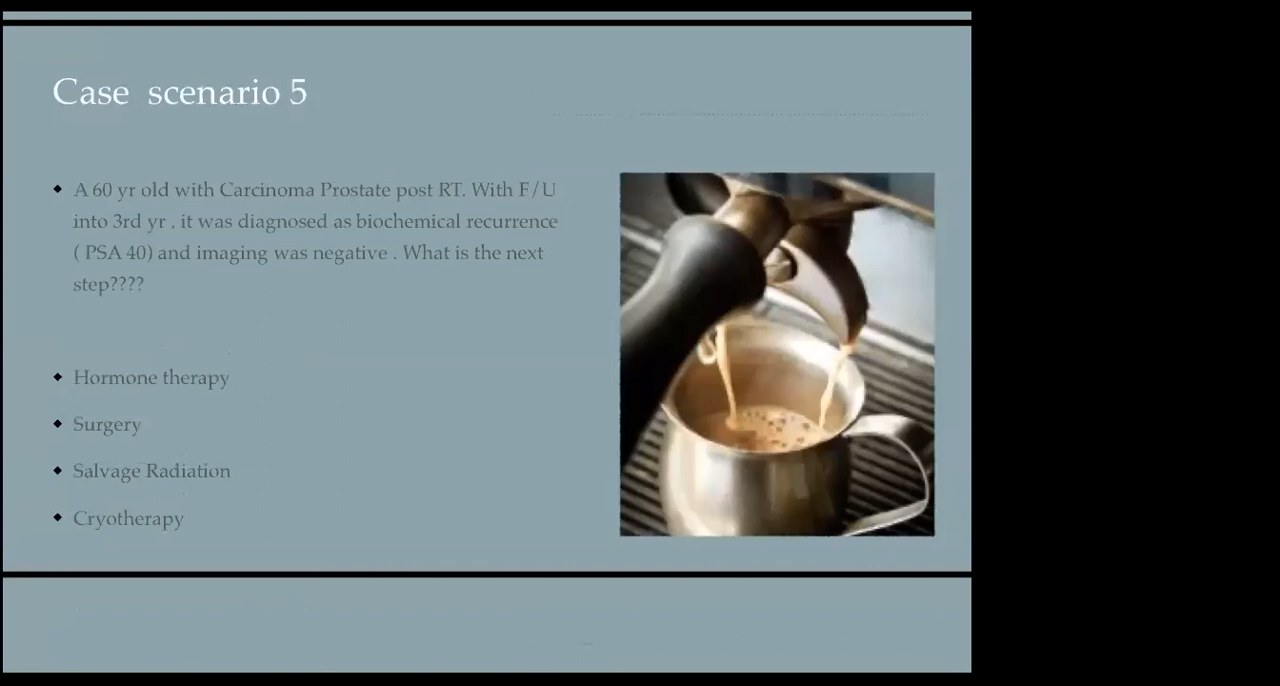 Case scenario 5
A 60 yr old with Carcinoma Prostate post RT. With F/U
into 3rd yr , it was diagnosed as biochemical recurrence
( PSA 40) and imaging was negative . What is the next
step????
Hormone therapy
Surgery
Salvage Radiation
Cryotherapy